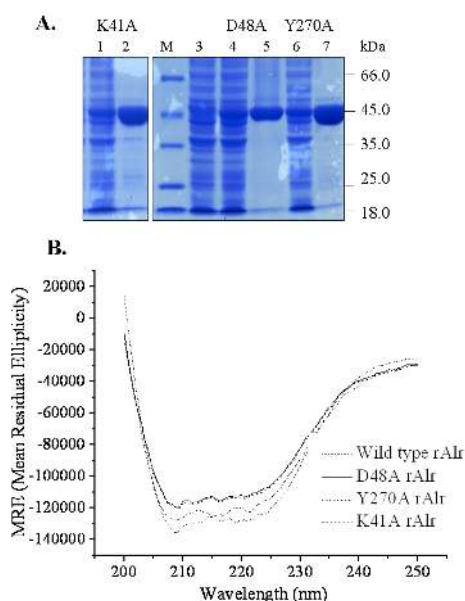 A.
K41A D48A Y270A
1 2 M 3 4 5 6 7 kDa
66.0
45.0
35.0
25.0
18.0
B.
MRE (Mean Residual Ellipticity)
20000
0
-20000
-40000
-60000
-80000
-100000
-120000
-140000
Wild type rAlr
D48A rAlr
Y270A rAlr
K41A rAlr
200 210 220 230 240 250
Wavelength (nm)